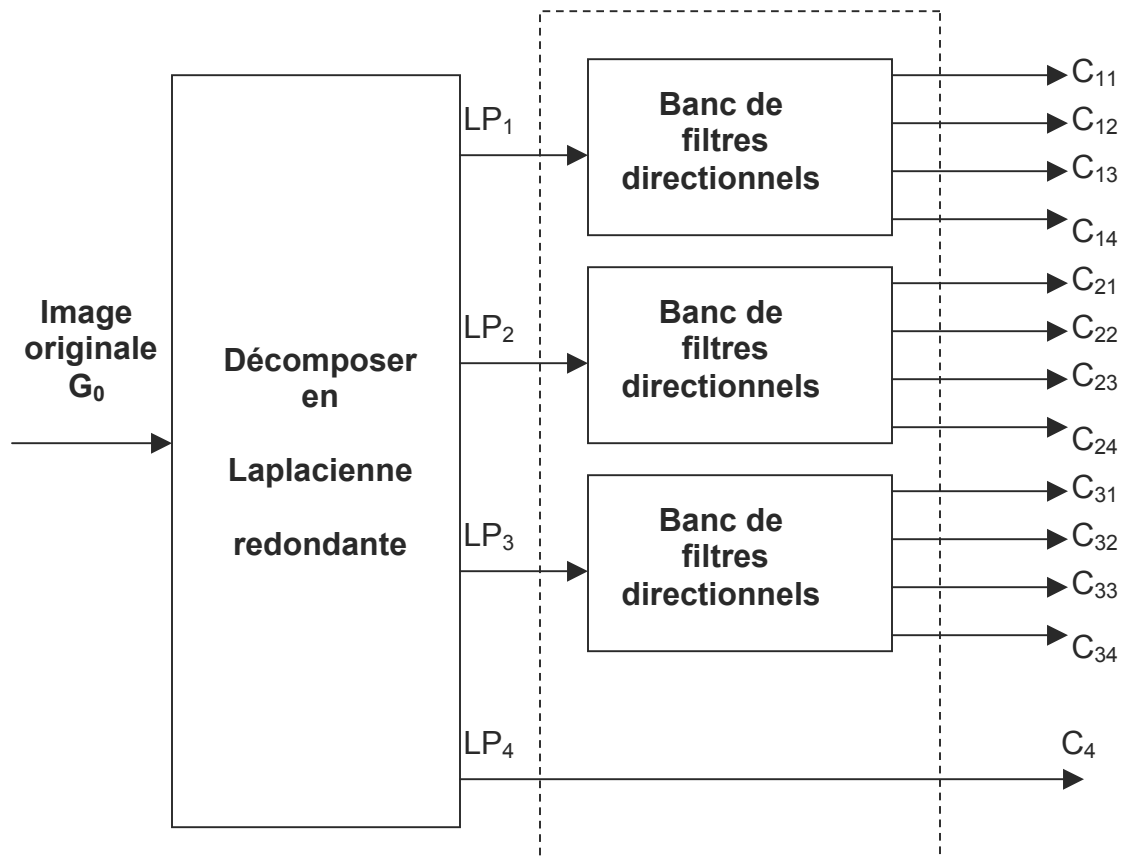 Image
originale
G₀
Décomposer
en
Laplacienne
redondante
LP₁
Banc de
filtres
directionnels
C₁₁
C₁₂
C₁₃
C₁₄
LP₂
Banc de
filtres
directionnels
C₂₁
C₂₂
C₂₃
C₂₄
LP₃
Banc de
filtres
directionnels
C₃₁
C₃₂
C₃₃
C₃₄
LP₄
C₄